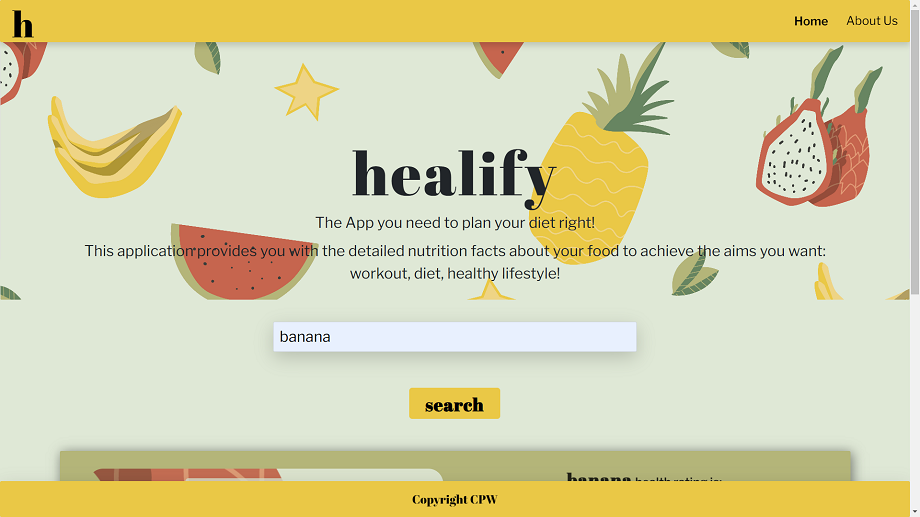 h
Home
About Us
healify
The App you need to plan your diet right!
This application provides you with the detailed nutrition facts about your food to achieve the aims you want:
workout, diet, healthy lifestyle!
banana
search
banana health rating is:
Copyright CPW